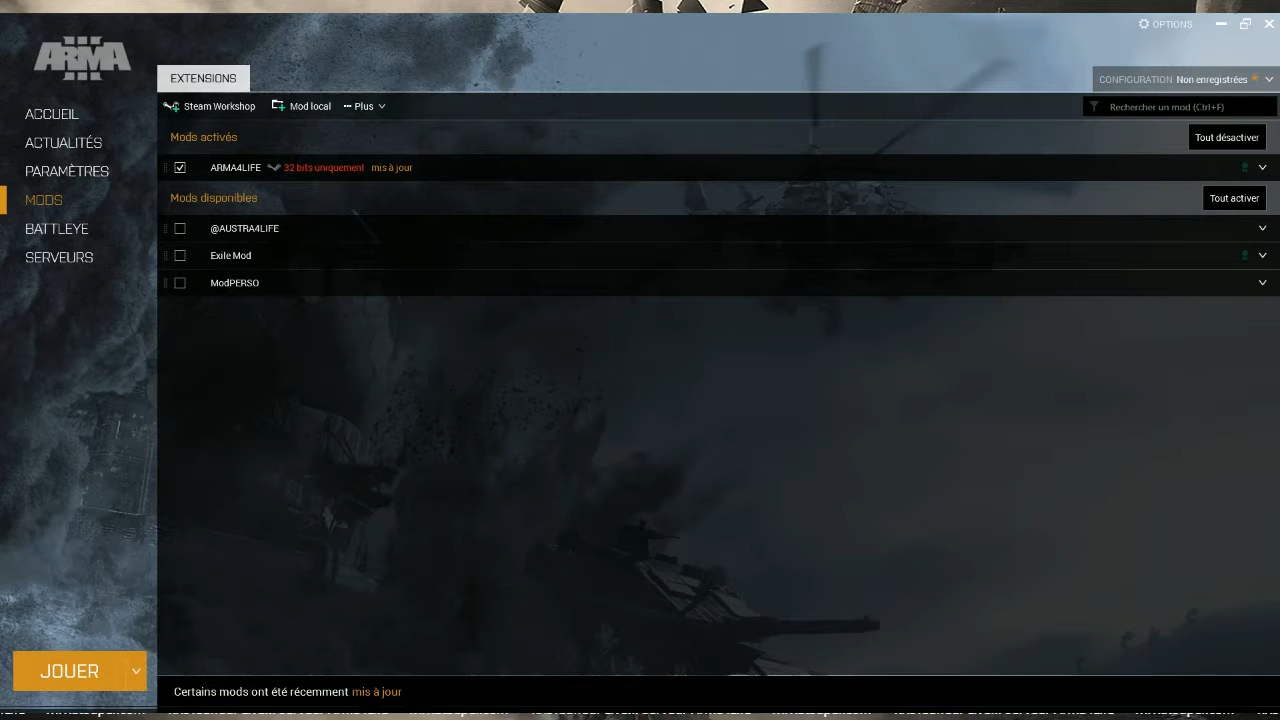 OPTIONS
ARMA III
EXTENSIONS
CONFIGURATION Non enregistrées
Steam Workshop Mod local Plus
Rechercher un mod (Ctrl+F)
ACCUEIL
ACTUALITÉS
PARAMÈTRES
MODS
BATTLEYE
SERVEURS
Mods activés
Tout désactiver
ARMA4LIFE 32 bits uniquement mis à jour
Mods disponibles
Tout activer
@AUSTRA4LIFE
Exile Mod
ModPERSO
JOUER
Certains mods ont été récemment mis à jour